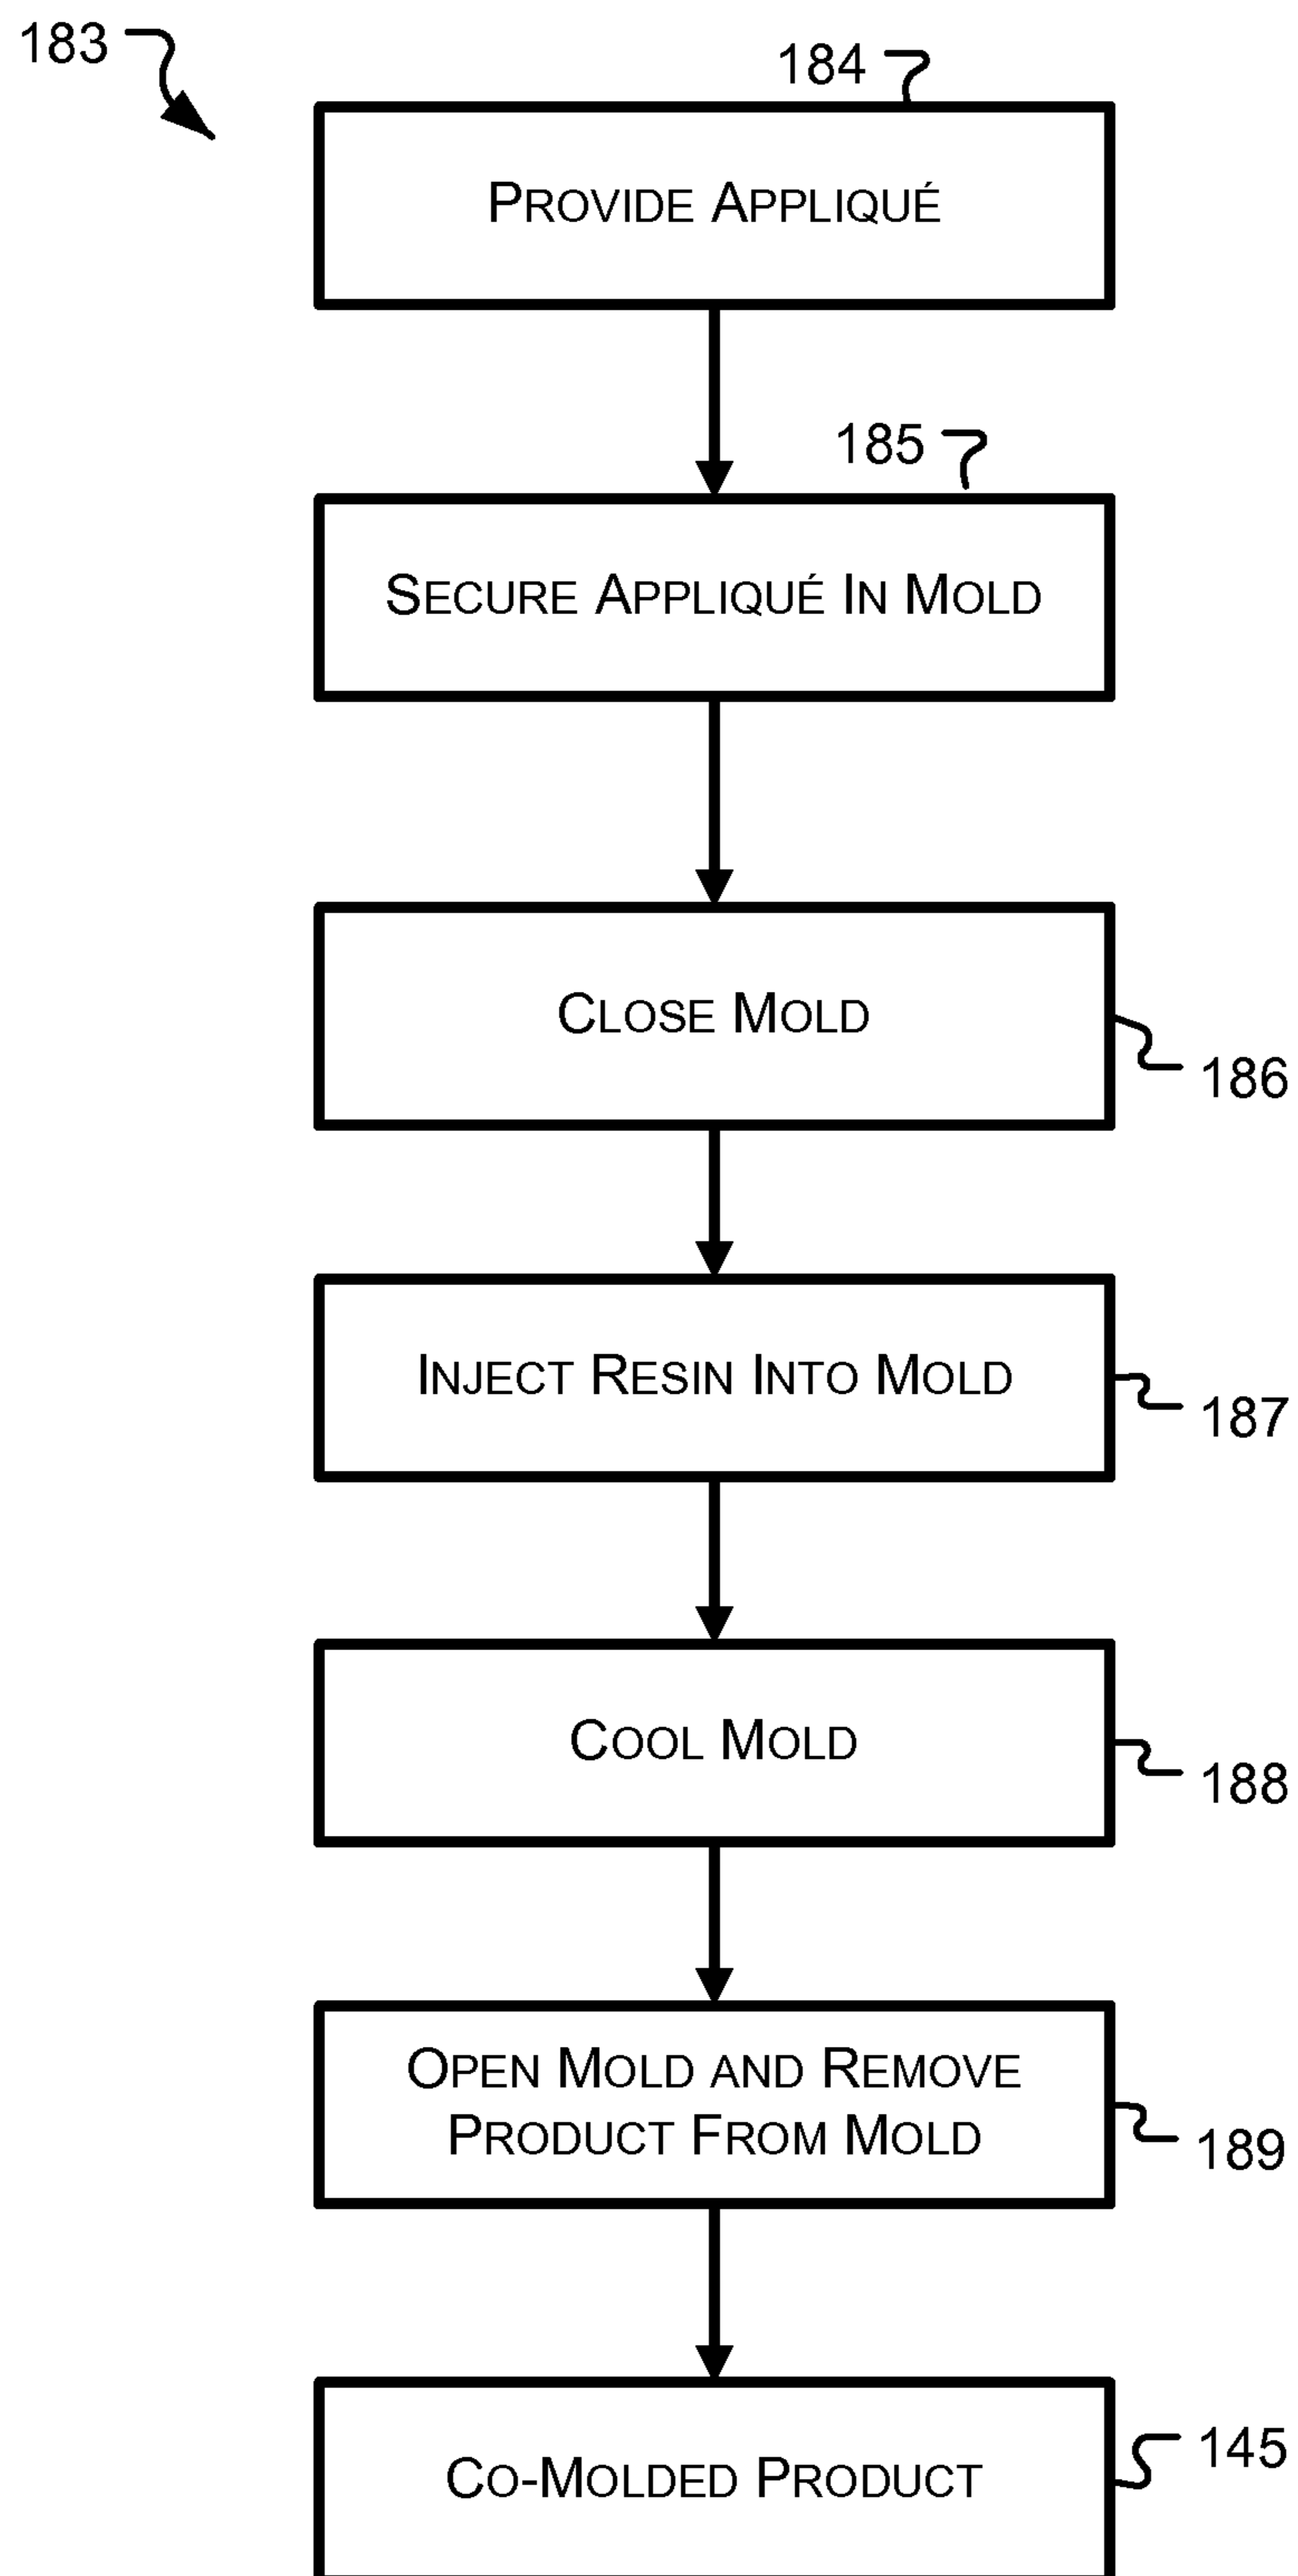 183
184
PROVIDE APPLIQUÉ
185
SECURE APPLIQUÉ IN MOLD
CLOSE MOLD
186
INJECT RESIN INTO MOLD
187
COOL MOLD
188
OPEN MOLD AND REMOVE
PRODUCT FROM MOLD
189
CO-MOLDED PRODUCT
145